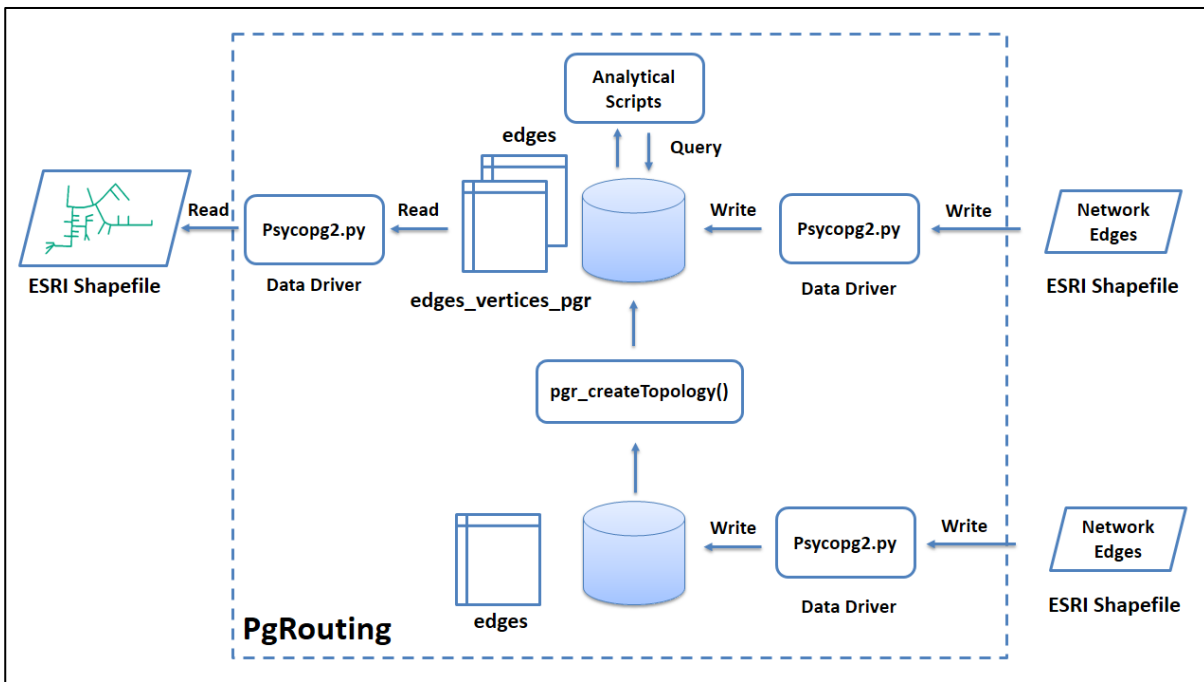 Analytical
Scripts
edges
Query
Read
Read
Write
Write
Psycopg2.py
Psycopg2.py
Network
Edges
ESRI Shapefile
Data Driver
edges_vertices_pgr
Data Driver
ESRI Shapefile
pgr_createTopology()
Write
Write
Psycopg2.py
Network
Edges
edges
Data Driver
ESRI Shapefile
PgRouting